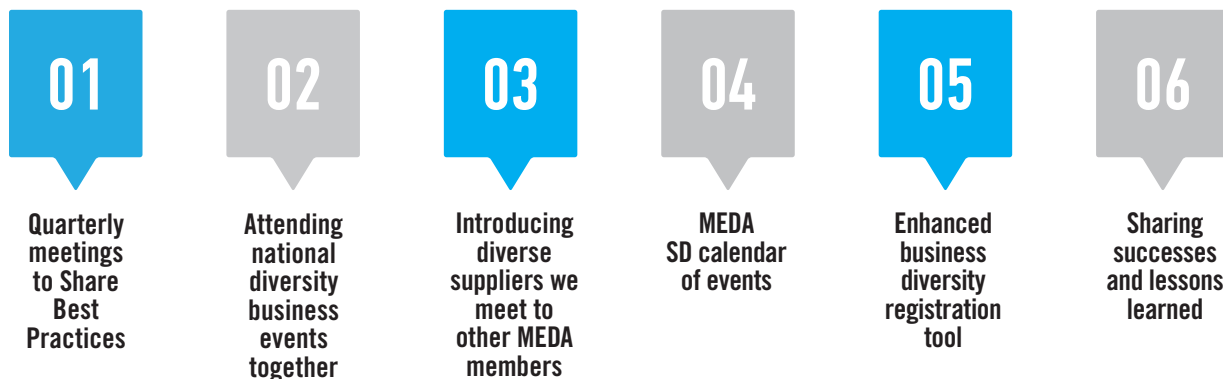 01
Quarterly
meetings
to Share
Best
Practices
02
Attending
national
diversity
business
events
together
03
Introducing
diverse
suppliers we
meet to
other MEDA
members
04
MEDA
SD calendar
of events
05
Enhanced
business
diversity
registration
tool
06
Sharing
successes
and lessons
learned